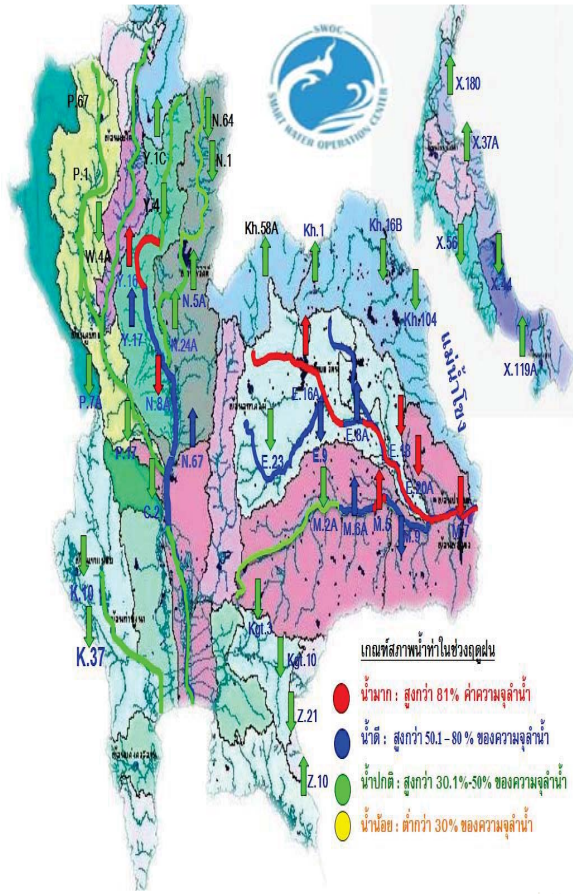 SWOC
SMART WATER OPERATION CENTER
X.180
X.37A
X.56
X.44
X.119A
P.67
P.1
W.4A
Y.1C
Y.4
N.64
N.1
Y.16
Y.17
N.5A
N.24A
N.8A
N.67
P.7A
P.17
C.2
Kh.58A
Kh.1
Kh.16B
Kh.104
แม่น้ำโขง
E.16A
E.8A
E.23
E.9
E.18
E.20A
M.2A
M.6A
M.5
M.9
M.7
K.10
K.37
Kgt.3
Kgt.10
Z.21
Z.10
เกณฑ์สภาพน้ำท่าในช่วงฤดูฝน
น้ำมาก : สูงกว่า 81% ค่าความจุลำน้ำ
น้ำดี : สูงกว่า 50.1 – 80 % ของความจุลำน้ำ
น้ำปกติ : สูงกว่า 30.1%-50% ของความจุลำน้ำ
น้ำน้อย : ต่ำกว่า 30% ของความจุลำน้ำ